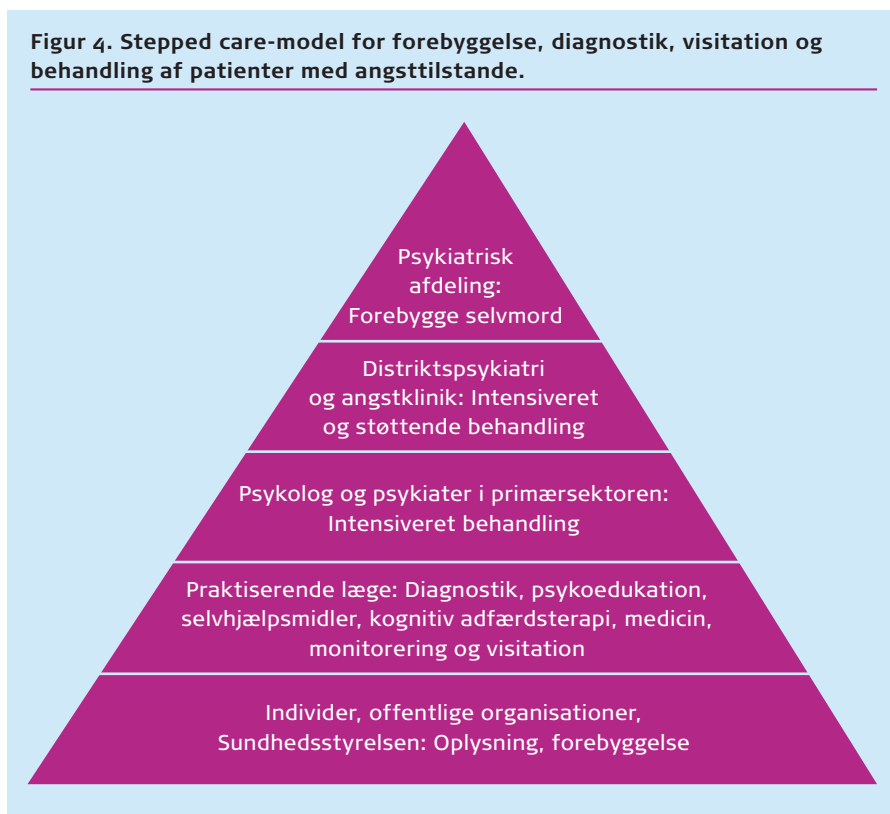 Figur 4. Stepped care-model for forebyggelse, diagnostik, visitation og
behandling af patienter med angsttilstande.
Psykiatrisk
afdeling:
Forebygge selvmord
Distriktspsykiatri
og angstklinik: Intensiveret
og støttende behandling
Psykolog og psykiater i primærsektoren:
Intensiveret behandling
Praktiserende læge: Diagnostik, psykoedukation,
selvhjælpsmidler, kognitiv adfærdsterapi, medicin,
monitorering og visitation
Individer, offentlige organisationer,
Sundhedsstyrelsen: Oplysning, forebyggelse